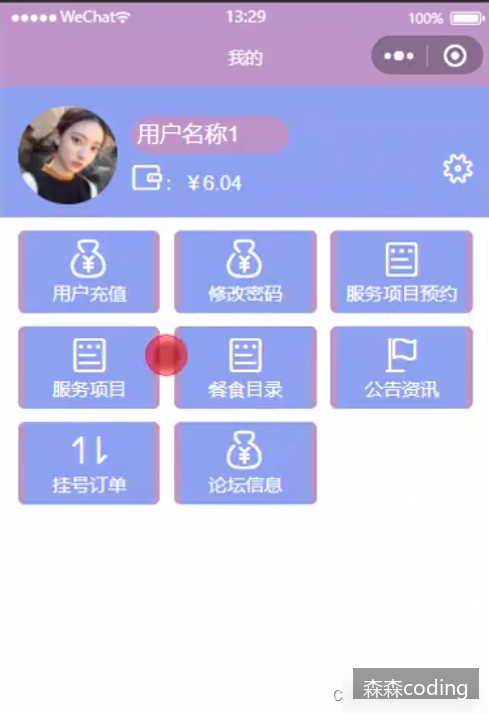 WeChat 13:29 100%
我的
用户名称1
: ￥6.04
用户充值 修改密码 服务项目预约
服务项目 餐食目录 公告资讯
挂号订单 论坛信息
C 森森coding